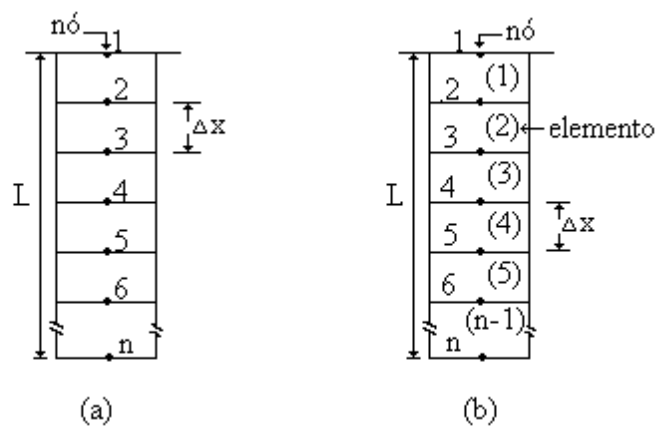 nó
1
2
3
Δx
4
L
5
6
n
(a)
nó
1
(1)
2
(2)
elemento
3
(3)
4
L
(4)
Δx
5
(5)
6
(n-1)
n
(b)